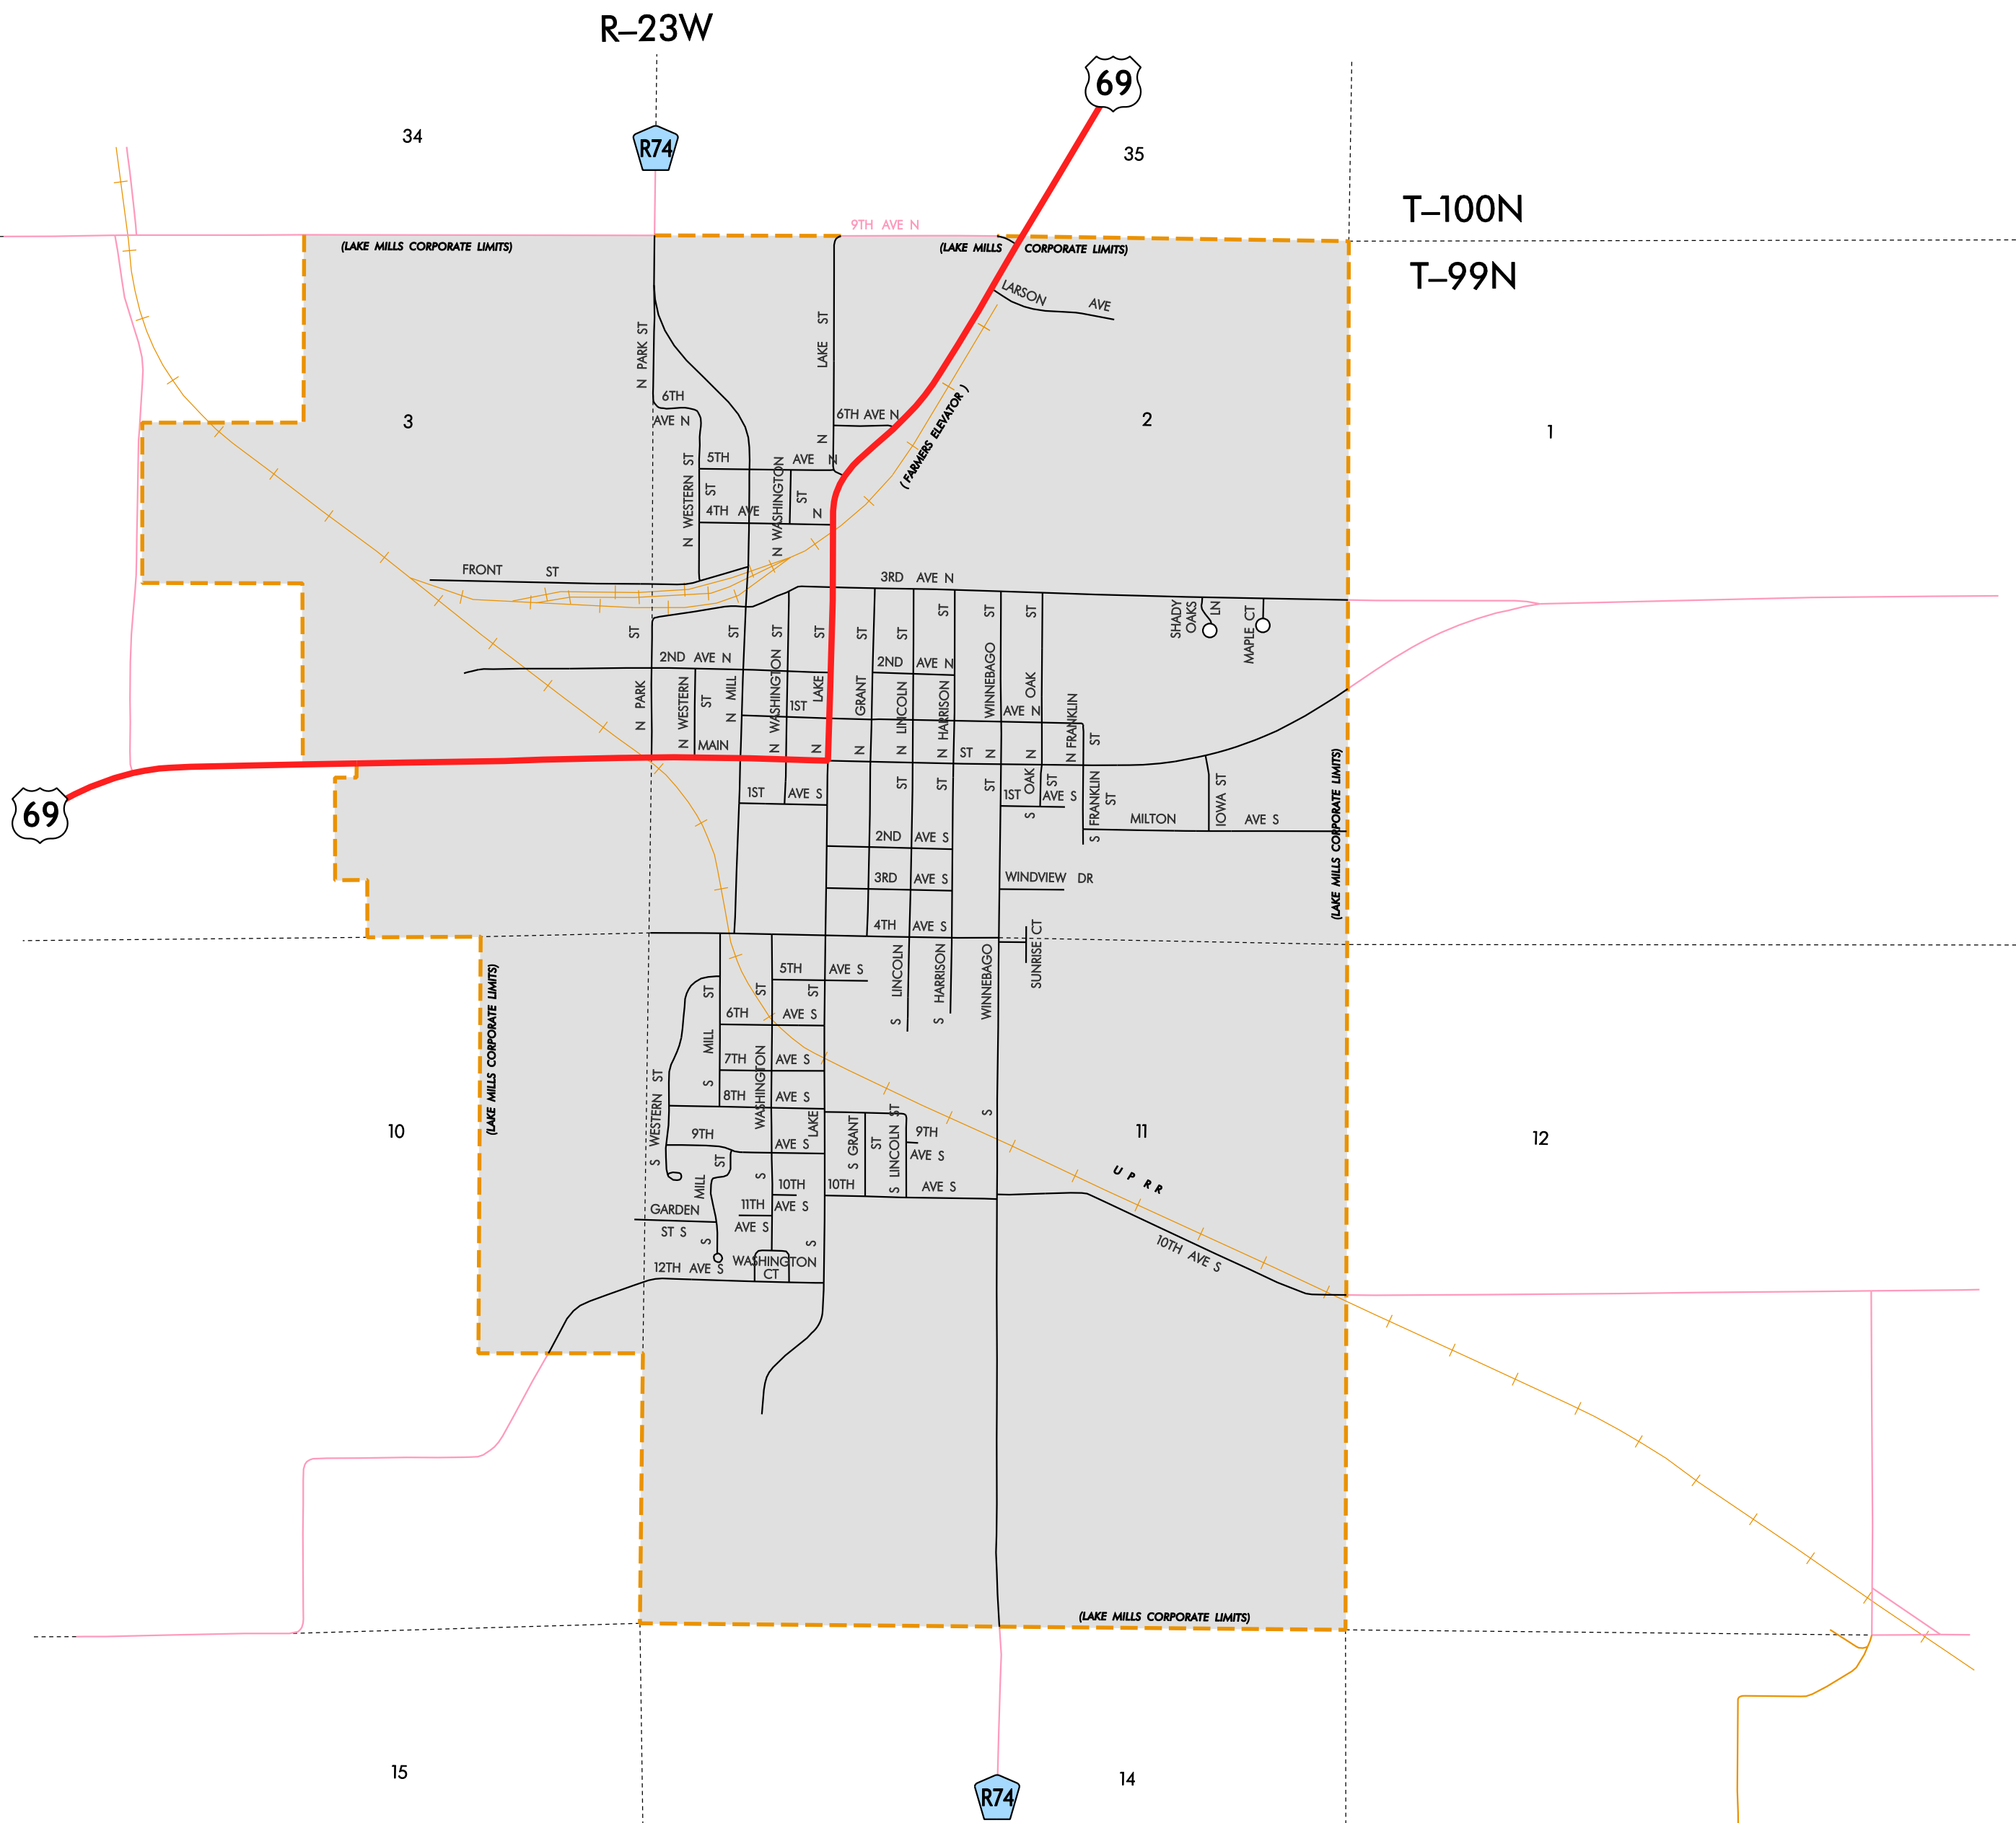 R–23W
69
34
R74
35
T–100N
9TH AVE N
(LAKE MILLS CORPORATE LIMITS)
(LAKE MILLS CORPORATE LIMITS)
T–99N
LARSON AVE
N PARK ST
N LAKE ST
6TH
AVE N
6TH AVE N
(FARMERS ELEVATOR)
3
2
1
5TH AVE N
N WESTERN ST
ST
N WASHINGTON
ST
4TH AVE N
FRONT ST
3RD AVE N
SHADY
OAKS
LN
MAPLE CT
N PARK ST
2ND AVE N
2ND AVE N
N WESTERN
ST
N MILL ST
N WASHINGTON ST
N LAKE ST
N GRANT ST
N LINCOLN ST
N HARRISON ST
N WINNEBAGO ST
N OAK ST
1ST AVE N
N FRANKLIN
ST
MAIN ST
69
1ST AVE S
ST
ST
ST
1ST AVE S
S OAK
ST
S FRANKLIN
ST
IOWA ST
MILTON AVE S
(LAKE MILLS CORPORATE LIMITS)
2ND AVE S
3RD AVE S
WINDVIEW DR
4TH AVE S
SUNRISE CT
S LINCOLN
S HARRISON
S WINNEBAGO
(LAKE MILLS CORPORATE LIMITS)
5TH AVE S
S MILL ST
S WASHINGTON ST
S LAKE ST
6TH AVE S
7TH AVE S
8TH AVE S
S WESTERN ST
9TH AVE S
S GRANT
ST
S LINCOLN ST
9TH
AVE S
10
11
12
U P R R
S MILL ST
10TH
AVE S
10TH AVE S
11TH
AVE S
GARDEN
ST S
10TH AVE S
WASHINGTON
CT
12TH AVE S
(LAKE MILLS CORPORATE LIMITS)
15
14
R74